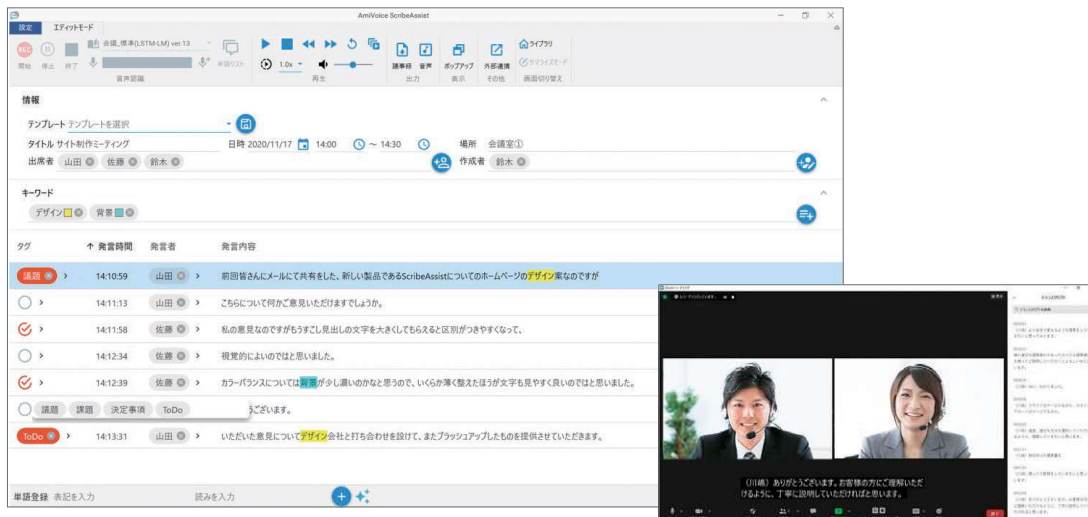 AmiVoice ScribeAssist
設定 エディットモード
会議_標準(LSTM-LM) ver.13
REC
開始 停止 終了 単語リスト 1.0x 議事録 音声 ポップアップ 外部連携 ライブラリ
サマライズモード
音声認識 再生 出力 表示 その他 画面切り替え
情報
テンプレート テンプレートを選択
タイトル サイト制作ミーティング 日時 2020/11/17 14:00 ~ 14:30 場所 会議室①
出席者 山田 佐藤 鈴木 作成者 鈴木
キーワード
デザイン 背景
タグ 発言時間 発言者 発言内容
議題 14:10:59 山田 前回皆さんにメールにて共有をした、新しい製品であるScribeAssistについてのホームページのデザイン案なのですが
14:11:13 山田 こちらについて何かご意見いただけますでしょうか。
14:11:58 佐藤 私の意見なのですがもうすこし見出しの文字を大きくしてもらえると区別がつきやすくなって、
14:12:34 佐藤 視覚的によいのではと思いました。
14:12:39 佐藤 カラーバランスについては背景が少し濃いのかなと思うので、いくらか薄く整えたほうが文字も見やすく良いのではと思いました。
議題 課題 決定事項 ToDo うございます。
ToDo 14:13:31 山田 いただいた意見についてデザイン会社と打ち合わせを設けて、またブラッシュアップしたものを提供させていただきます。
単語登録 表記を入力 読みを入力
(川嶋) ありがとうございます。お客様の方にご理解いただ
けるように、丁寧に説明していただければと思います。
終了